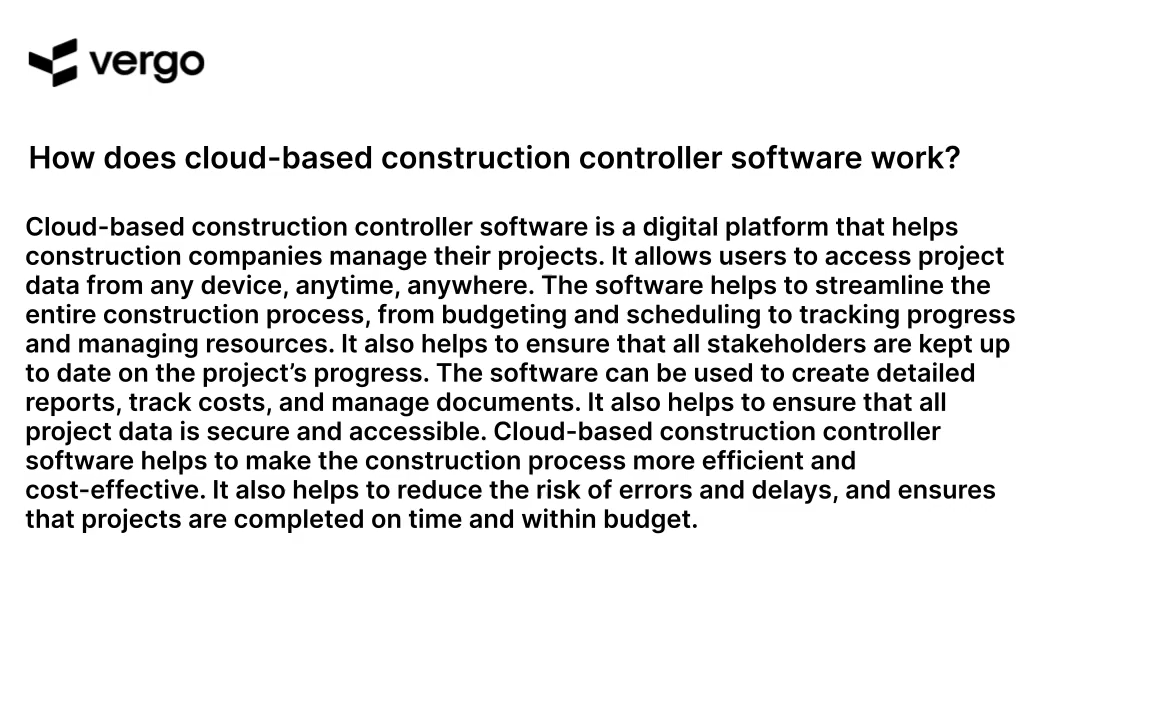 vergo
How does cloud-based construction controller software work?
Cloud-based construction controller software is a digital platform that helps
construction companies manage their projects. It allows users to access project
data from any device, anytime, anywhere. The software helps to streamline the
entire construction process, from budgeting and scheduling to tracking progress
and managing resources. It also helps to ensure that all stakeholders are kept up
to date on the project’s progress. The software can be used to create detailed
reports, track costs, and manage documents. It also helps to ensure that all
project data is secure and accessible. Cloud-based construction controller
software helps to make the construction process more efficient and
cost-effective. It also helps to reduce the risk of errors and delays, and ensures
that projects are completed on time and within budget.